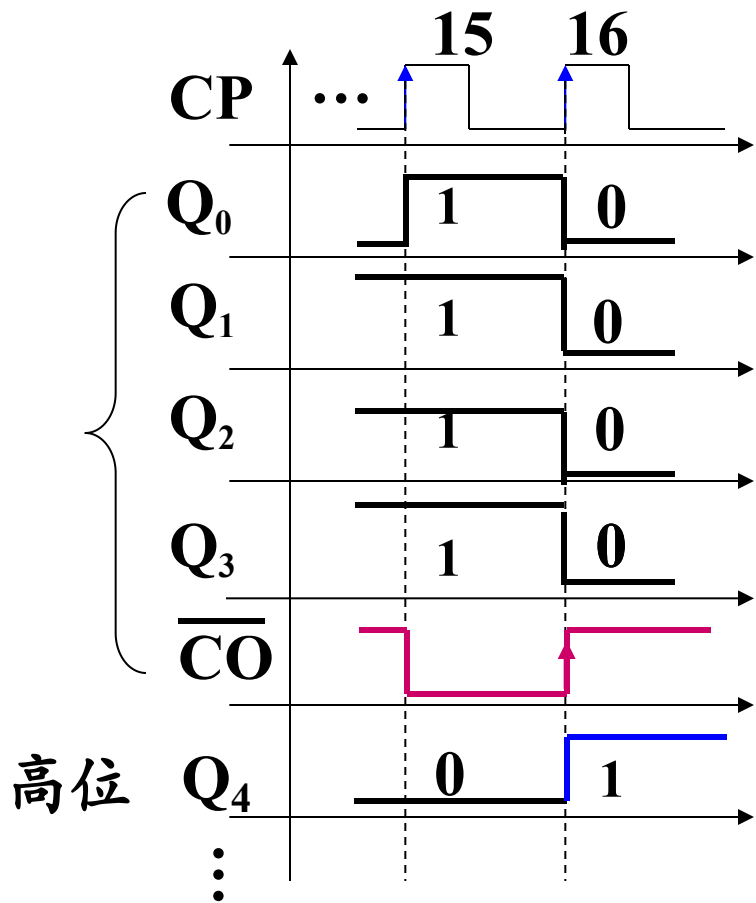 15 16
CP ...
Q₀ 1 0
Q₁ 1 0
Q₂ 1 0
Q₃ 1 0
C̅O̅
高位 Q₄ 0 1
⋮